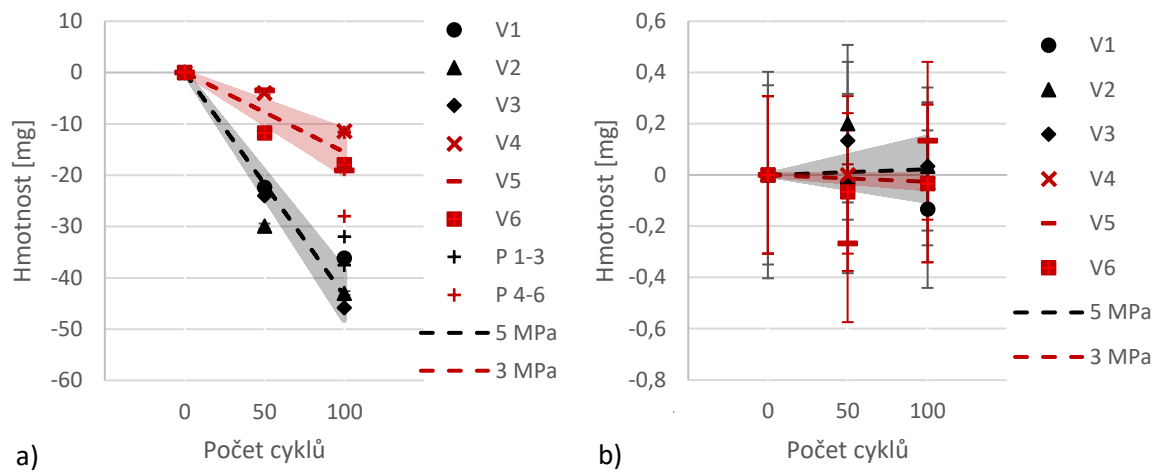 Hmotnost [mg]
10
0
-10
-20
-30
-40
-50
-60
0 50 100
Počet cyklů
a)
V1
V2
V3
V4
V5
V6
P 1-3
P 4-6
5 MPa
3 MPa
Hmotnost [mg]
0,6
0,4
0,2
0
-0,2
-0,4
-0,6
-0,8
0 50 100
Počet cyklů
b)
V1
V2
V3
V4
V5
V6
5 MPa
3 MPa